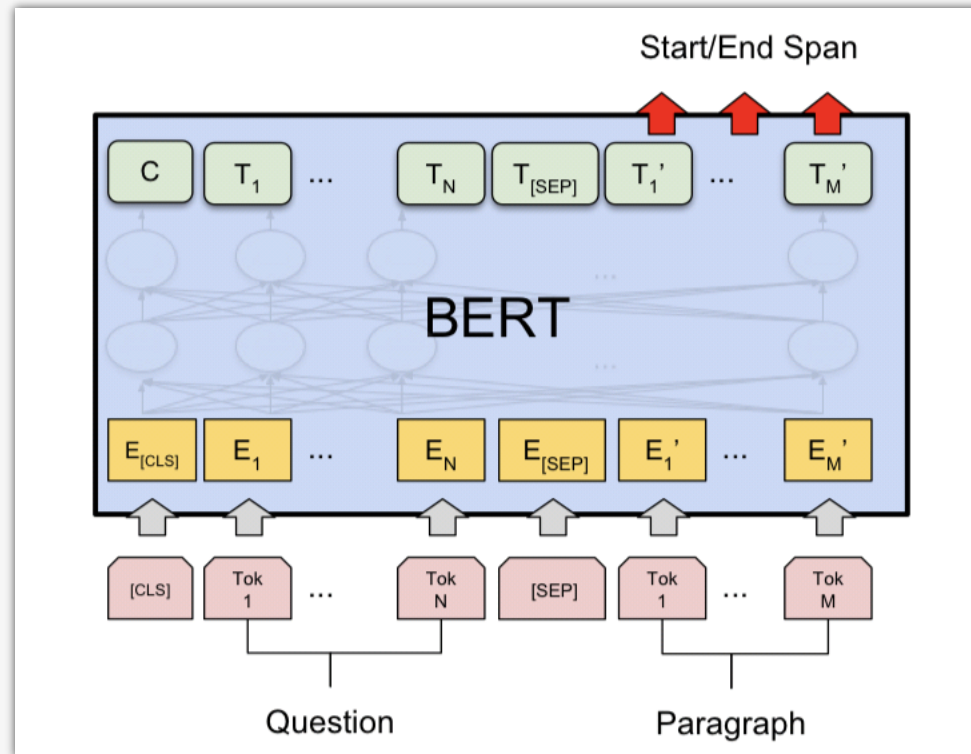 Start/End Span
C T1 ... TN T[SEP] T1' ... TM'
...
BERT
...
E[CLS] E1 ... EN E[SEP] E1' ... EM'
[CLS] Tok 1 ... Tok N [SEP] Tok 1 ... Tok M
Question Paragraph